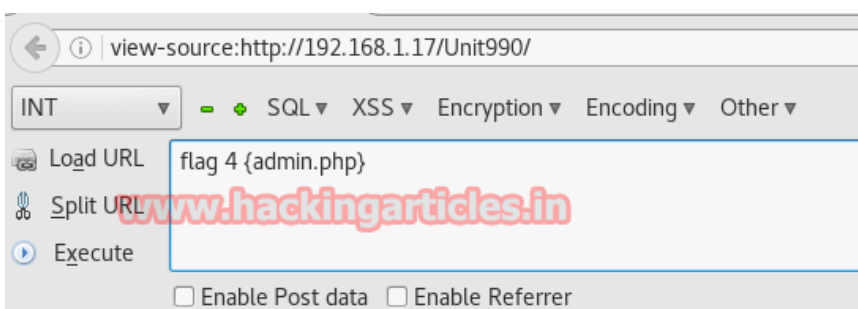 view-source:http://192.168.1.17/Unit990/
INT SQL XSS Encryption Encoding Other
Load URL flag 4 {admin.php}
www.hackingarticles.in
Split URL
Execute
Enable Post data Enable Referrer